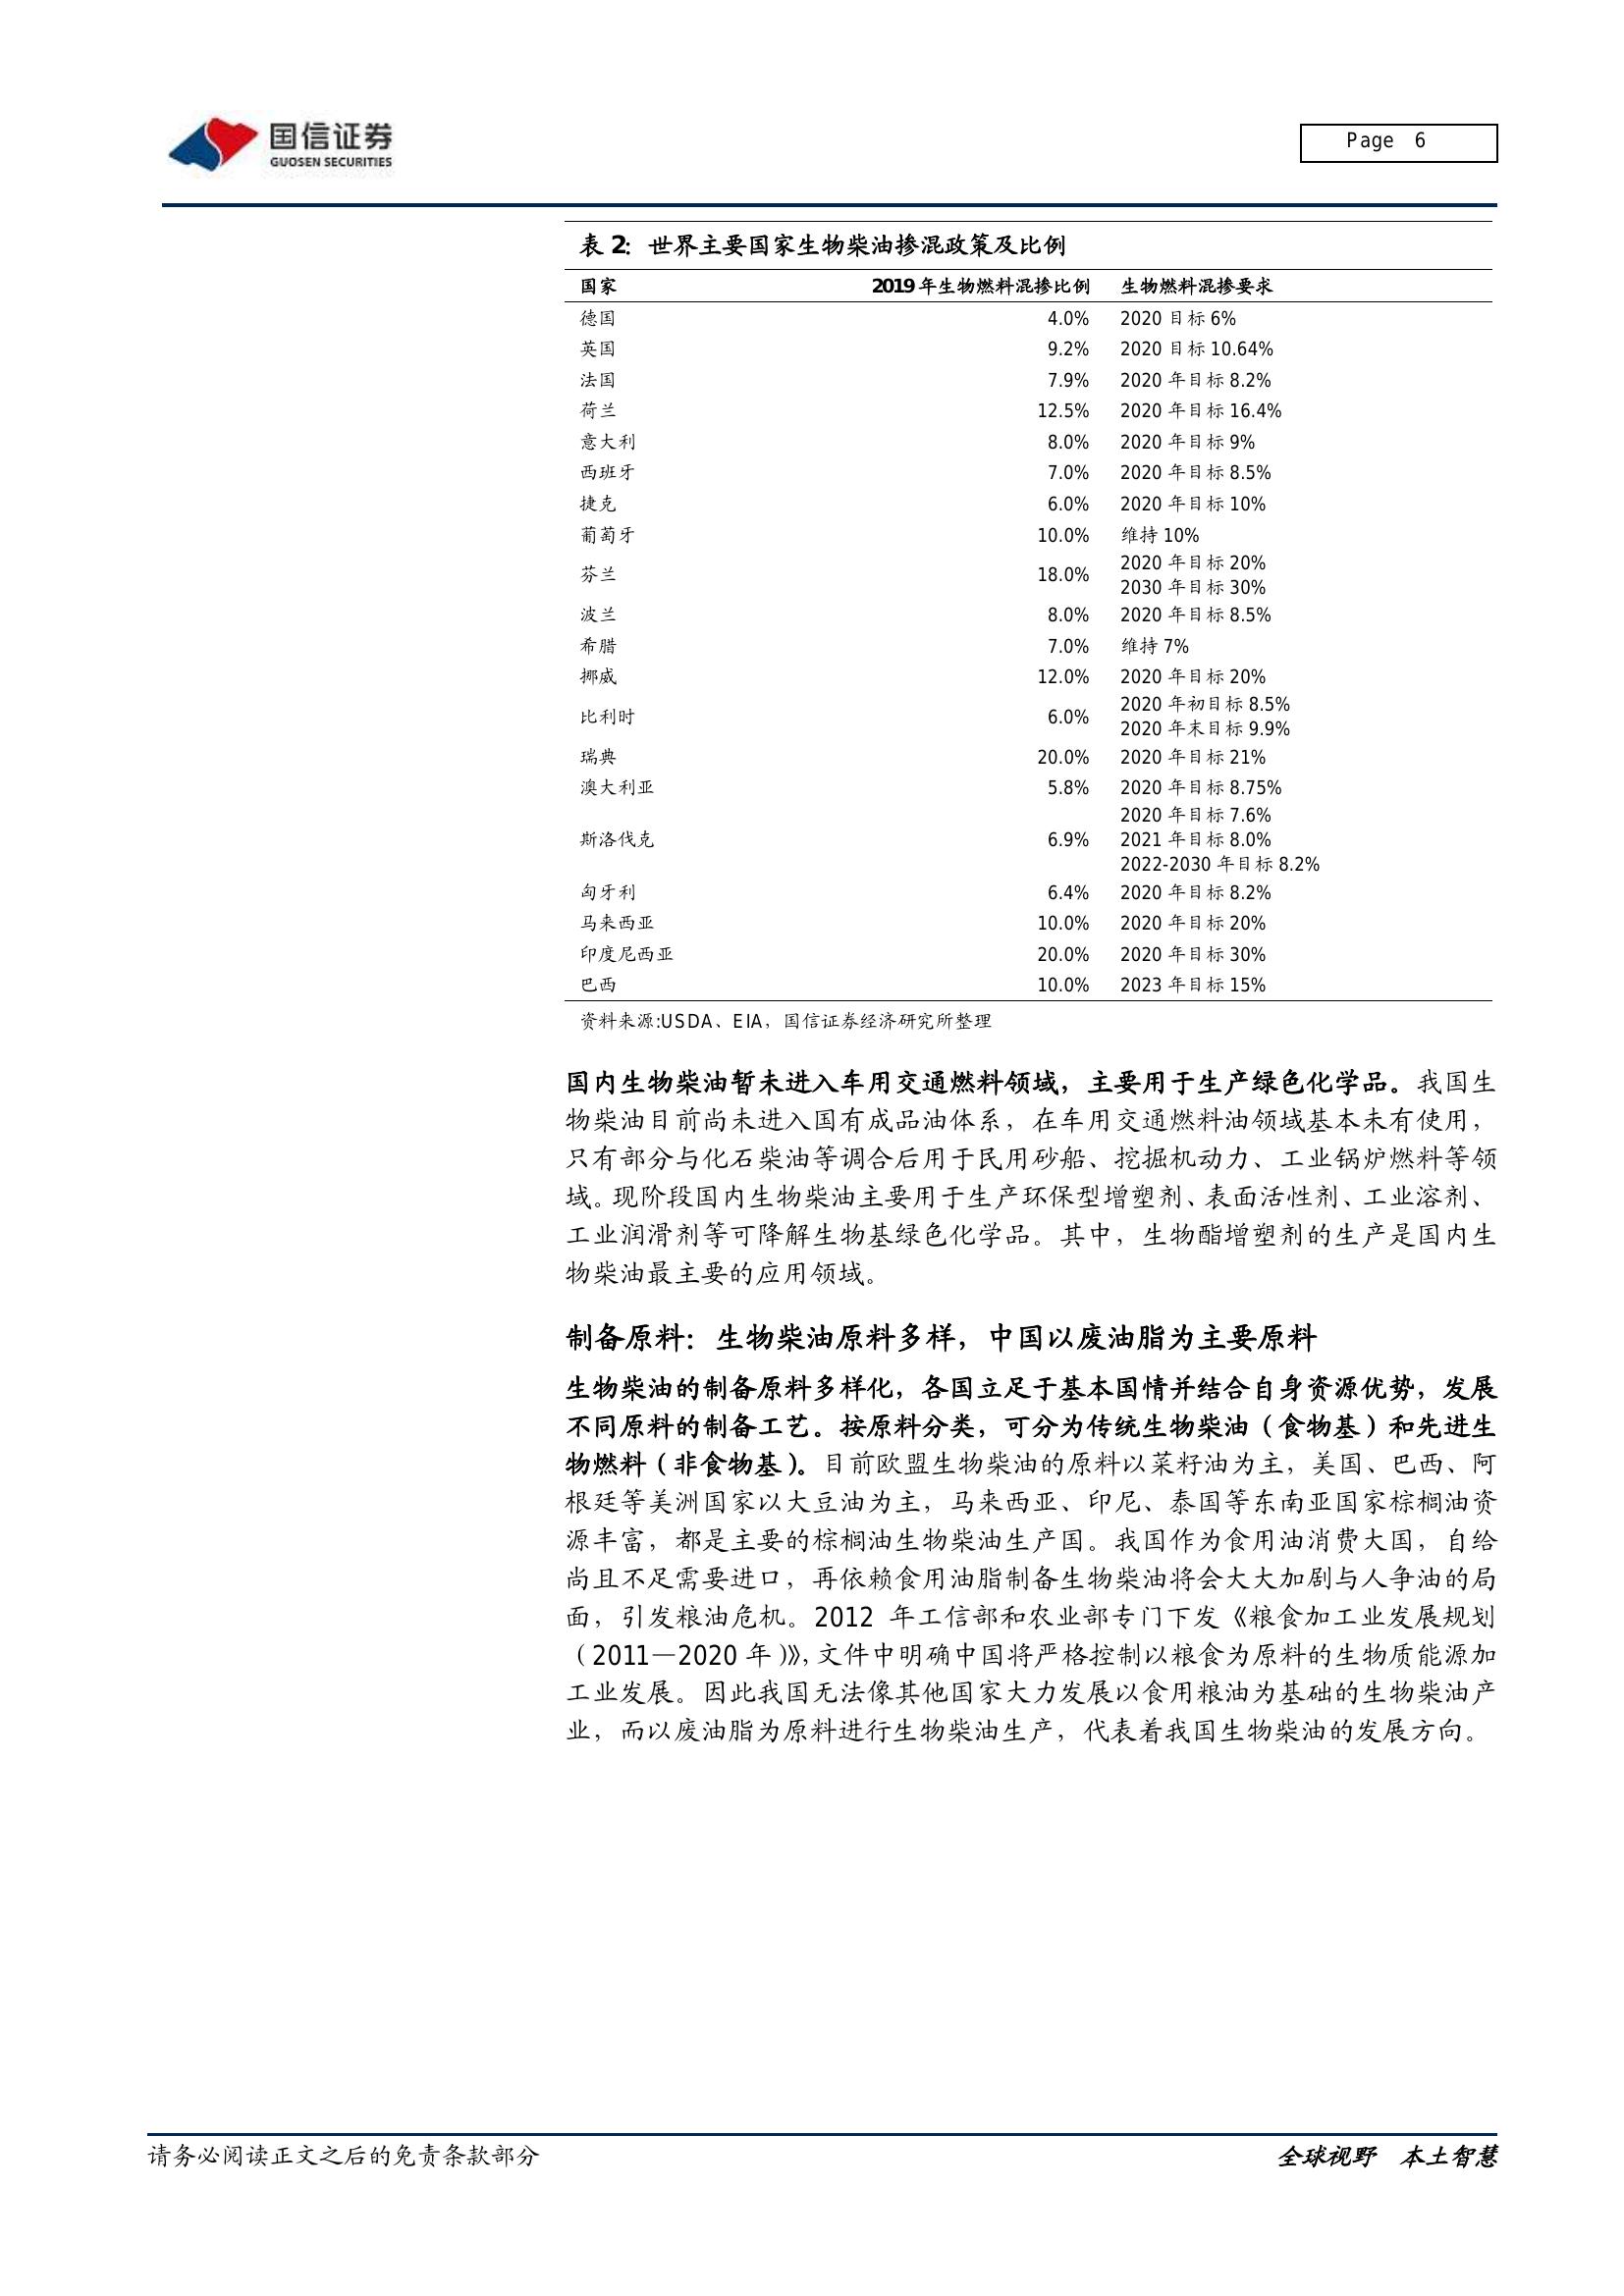 国信证券
GUOSEN SECURITIES
Page 6
表 2：世界主要国家生物柴油掺混政策及比例
国家 2019 年生物燃料混掺比例 生物燃料混掺要求
德国 4.0% 2020 目标 6%
英国 9.2% 2020 目标 10.64%
法国 7.9% 2020 年目标 8.2%
荷兰 12.5% 2020 年目标 16.4%
意大利 8.0% 2020 年目标 9%
西班牙 7.0% 2020 年目标 8.5%
捷克 6.0% 2020 年目标 10%
葡萄牙 10.0% 维持 10%
芬兰 18.0% 2020 年目标 20%
2030 年目标 30%
波兰 8.0% 2020 年目标 8.5%
希腊 7.0% 维持 7%
挪威 12.0% 2020 年目标 20%
比利时 6.0% 2020 年初目标 8.5%
2020 年末目标 9.9%
瑞典 20.0% 2020 年目标 21%
澳大利亚 5.8% 2020 年目标 8.75%
2020 年目标 7.6%
斯洛伐克 6.9% 2021 年目标 8.0%
2022-2030 年目标 8.2%
匈牙利 6.4% 2020 年目标 8.2%
马来西亚 10.0% 2020 年目标 20%
印度尼西亚 20.0% 2020 年目标 30%
巴西 10.0% 2023 年目标 15%
资料来源:USDA、EIA，国信证券经济研究所整理
国内生物柴油暂未进入车用交通燃料领域，主要用于生产绿色化学品。我国生
物柴油目前尚未进入国有成品油体系，在车用交通燃料油领域基本未有使用，
只有部分与化石柴油等调合后用于民用砂船、挖掘机动力、工业锅炉燃料等领
域。现阶段国内生物柴油主要用于生产环保型增塑剂、表面活性剂、工业溶剂、
工业润滑剂等可降解生物基绿色化学品。其中，生物酯增塑剂的生产是国内生
物柴油最主要的应用领域。
制备原料：生物柴油原料多样，中国以废油脂为主要原料
生物柴油的制备原料多样化，各国立足于基本国情并结合自身资源优势，发展
不同原料的制备工艺。按原料分类，可分为传统生物柴油（食物基）和先进生
物燃料（非食物基）。目前欧盟生物柴油的原料以菜籽油为主，美国、巴西、阿
根廷等美洲国家以大豆油为主，马来西亚、印尼、泰国等东南亚国家棕榈油资
源丰富，都是主要的棕榈油生物柴油生产国。我国作为食用油消费大国，自给
尚且不足需要进口，再依赖食用油脂制备生物柴油将会大大加剧与人争油的局
面，引发粮油危机。2012 年工信部和农业部专门下发《粮食加工业发展规划
（2011—2020 年）》，文件中明确中国将严格控制以粮食为原料的生物质能源加
工业发展。因此我国无法像其他国家大力发展以食用粮油为基础的生物柴油产
业，而以废油脂为原料进行生物柴油生产，代表着我国生物柴油的发展方向。
请务必阅读正文之后的免责条款部分
全球视野 本土智慧